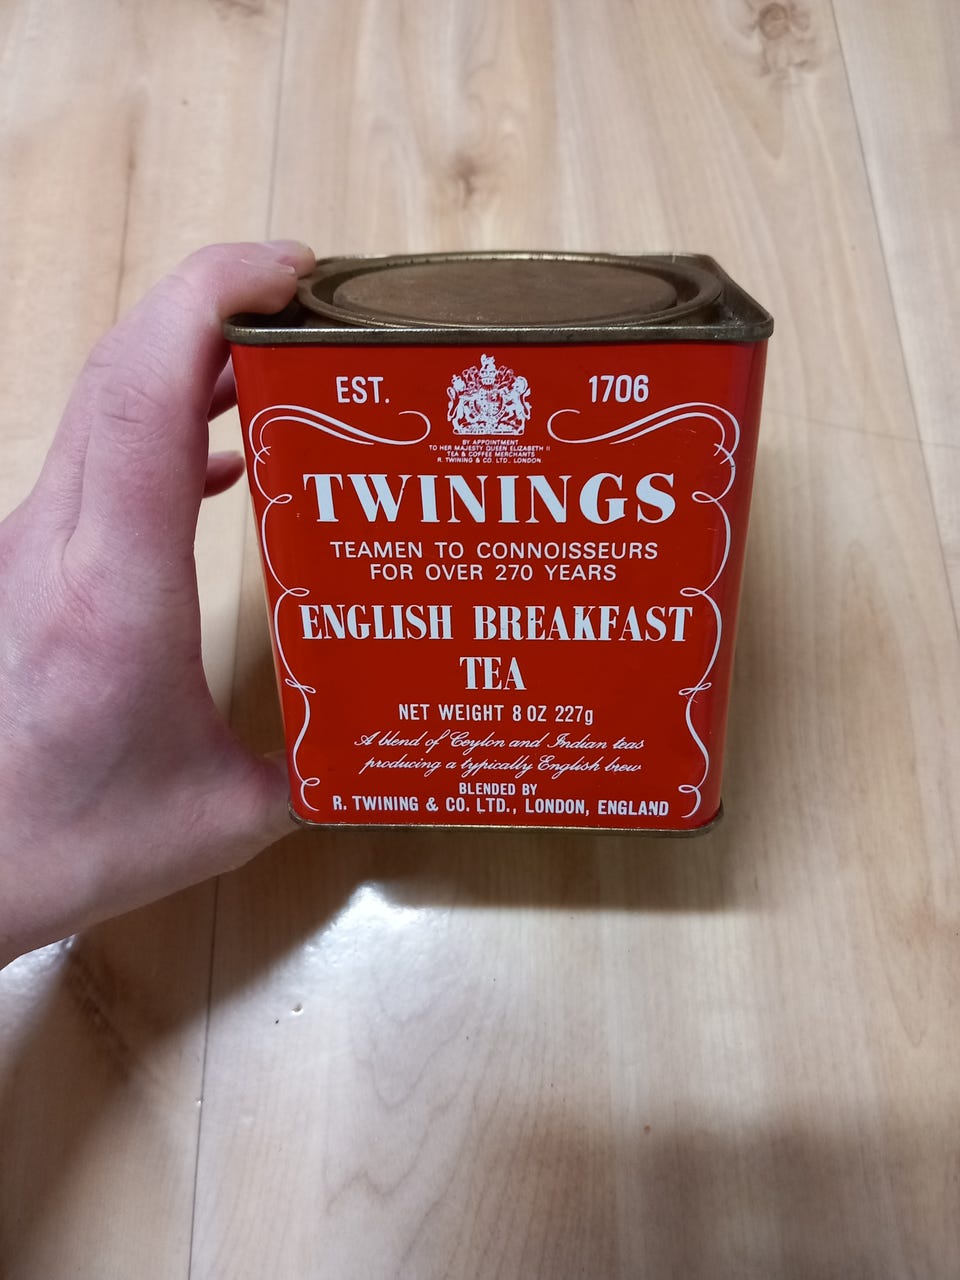 EST. 1706
BY APPOINTMENT
TO HER MAJESTY QUEEN ELIZABETH II
TEA & COFFEE MERCHANTS
R. TWINING & CO. LTD. LONDON.
TWININGS
TEAMEN TO CONNOISSEURS
FOR OVER 270 YEARS
ENGLISH BREAKFAST
TEA
NET WEIGHT 8 OZ 227g
A blend of Ceylon and Indian teas
producing a typically English brew
BLENDED BY
R. TWINING & CO. LTD., LONDON, ENGLAND